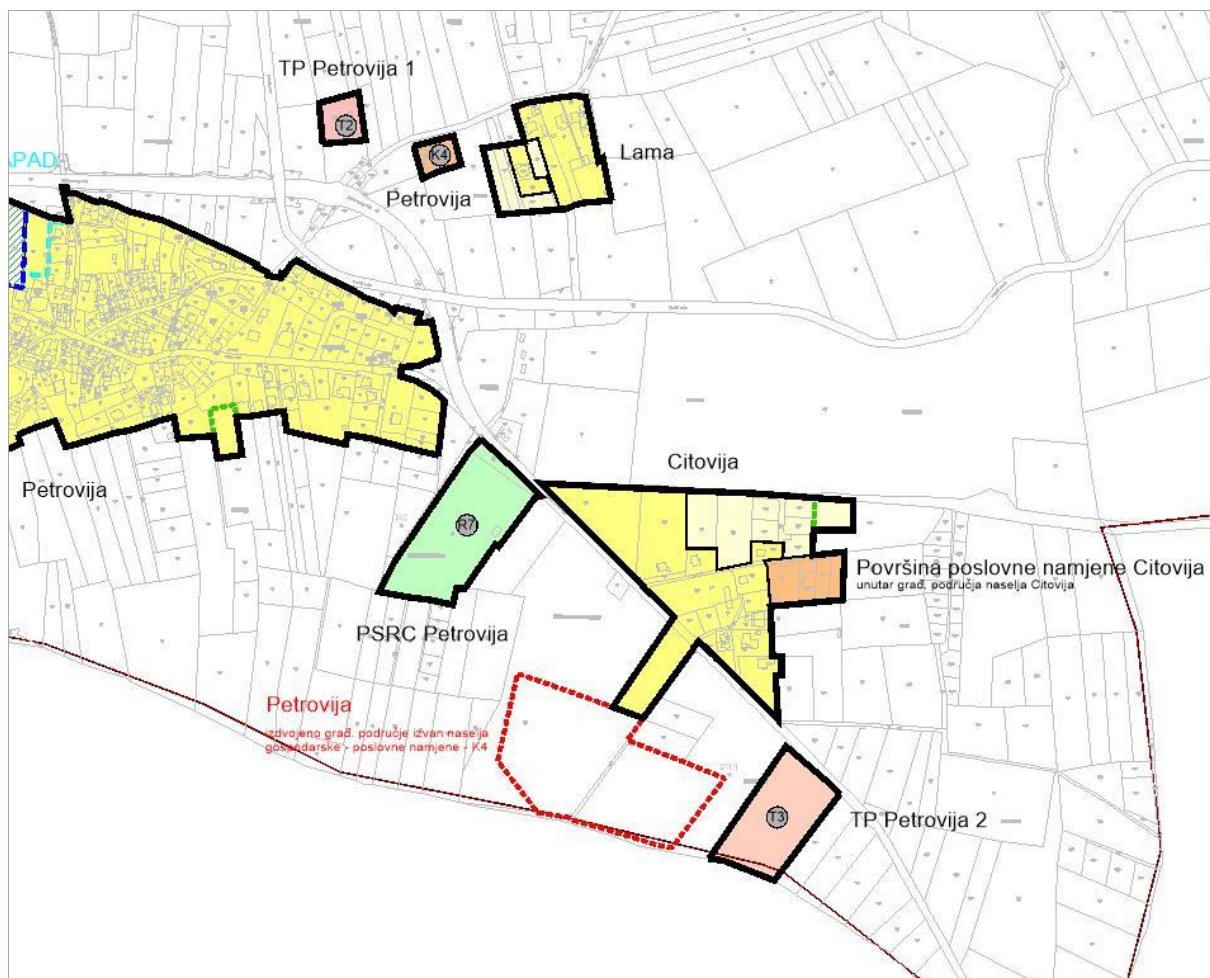 TP Petrovija 1
T2
K4
Lama
APAD
Petrovija
Citovija
Petrovija
R7
Površina poslovne namjene Citovija
unutar građ. područja naselja Citovija
PSRC Petrovija
Petrovija
izdvojeno građ. područje izvan naselja
gospodarske - poslovne namjene - K4
T3
TP Petrovija 2